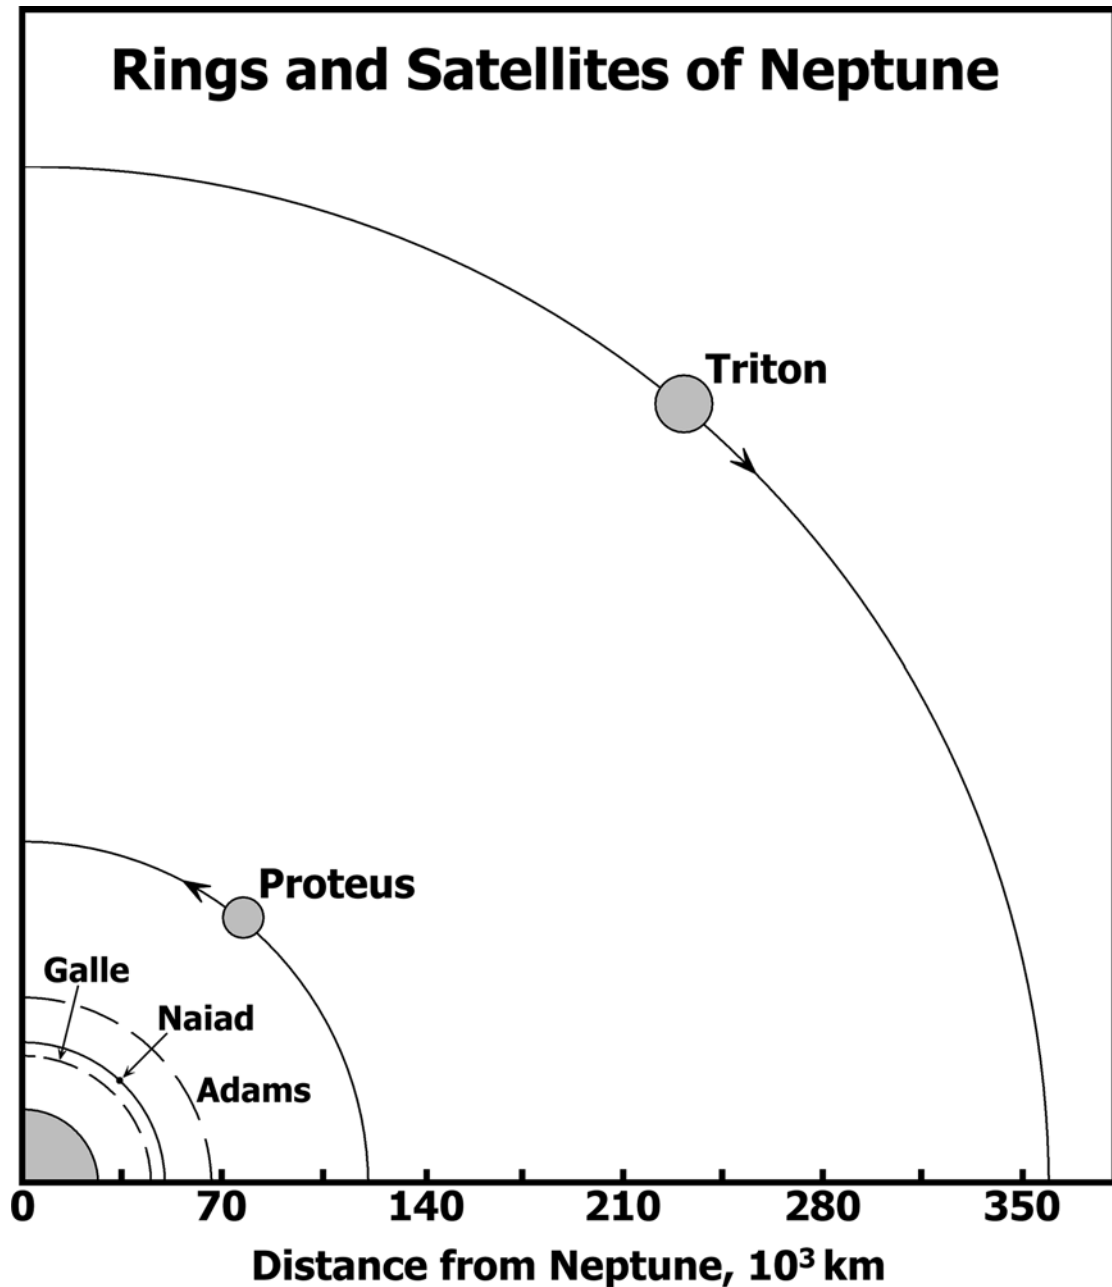 Rings and Satellites of Neptune
Triton
Proteus
Galle
Naiad
Adams
0 70 140 210 280 350
Distance from Neptune, 10³ km